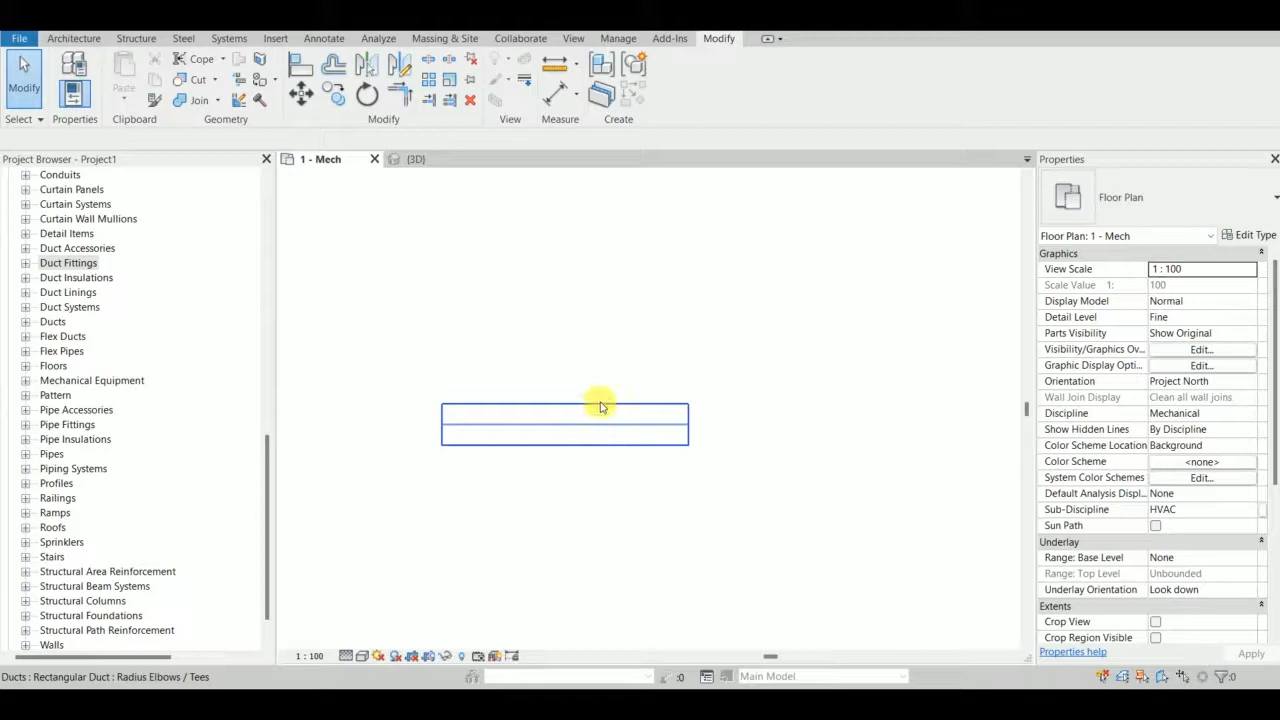 File Architecture Structure Steel Systems Insert Annotate Analyze Massing & Site Collaborate View Manage Add-Ins Modify
Cope
Cut
Join
Modify
Paste
Select Properties Clipboard Geometry Modify View Measure Create
Project Browser - Project1
Conduits
Curtain Panels
Curtain Systems
Curtain Wall Mullions
Detail Items
Duct Accessories
Duct Fittings
Duct Insulations
Duct Linings
Duct Systems
Ducts
Flex Ducts
Flex Pipes
Floors
Mechanical Equipment
Pattern
Pipe Accessories
Pipe Fittings
Pipe Insulations
Pipes
Piping Systems
Profiles
Railings
Ramps
Roofs
Sprinklers
Stairs
Structural Area Reinforcement
Structural Beam Systems
Structural Columns
Structural Foundations
Structural Path Reinforcement
Walls
1 - Mech
{3D}
1 : 100
Properties
Floor Plan
Floor Plan: 1 - Mech Edit Type
Graphics
View Scale 1 : 100
Scale Value 1: 100
Display Model Normal
Detail Level Fine
Parts Visibility Show Original
Visibility/Graphics Ov... Edit...
Graphic Display Opti... Edit...
Orientation Project North
Wall Join Display Clean all wall joins
Discipline Mechanical
Show Hidden Lines By Discipline
Color Scheme Location Background
Color Scheme <none>
System Color Schemes Edit...
Default Analysis Displ... None
Sub-Discipline HVAC
Sun Path
Underlay
Range: Base Level None
Range: Top Level Unbounded
Underlay Orientation Look down
Extents
Crop View
Crop Region Visible
Properties help Apply
Ducts : Rectangular Duct : Radius Elbows / Tees
:0
Main Model
:0